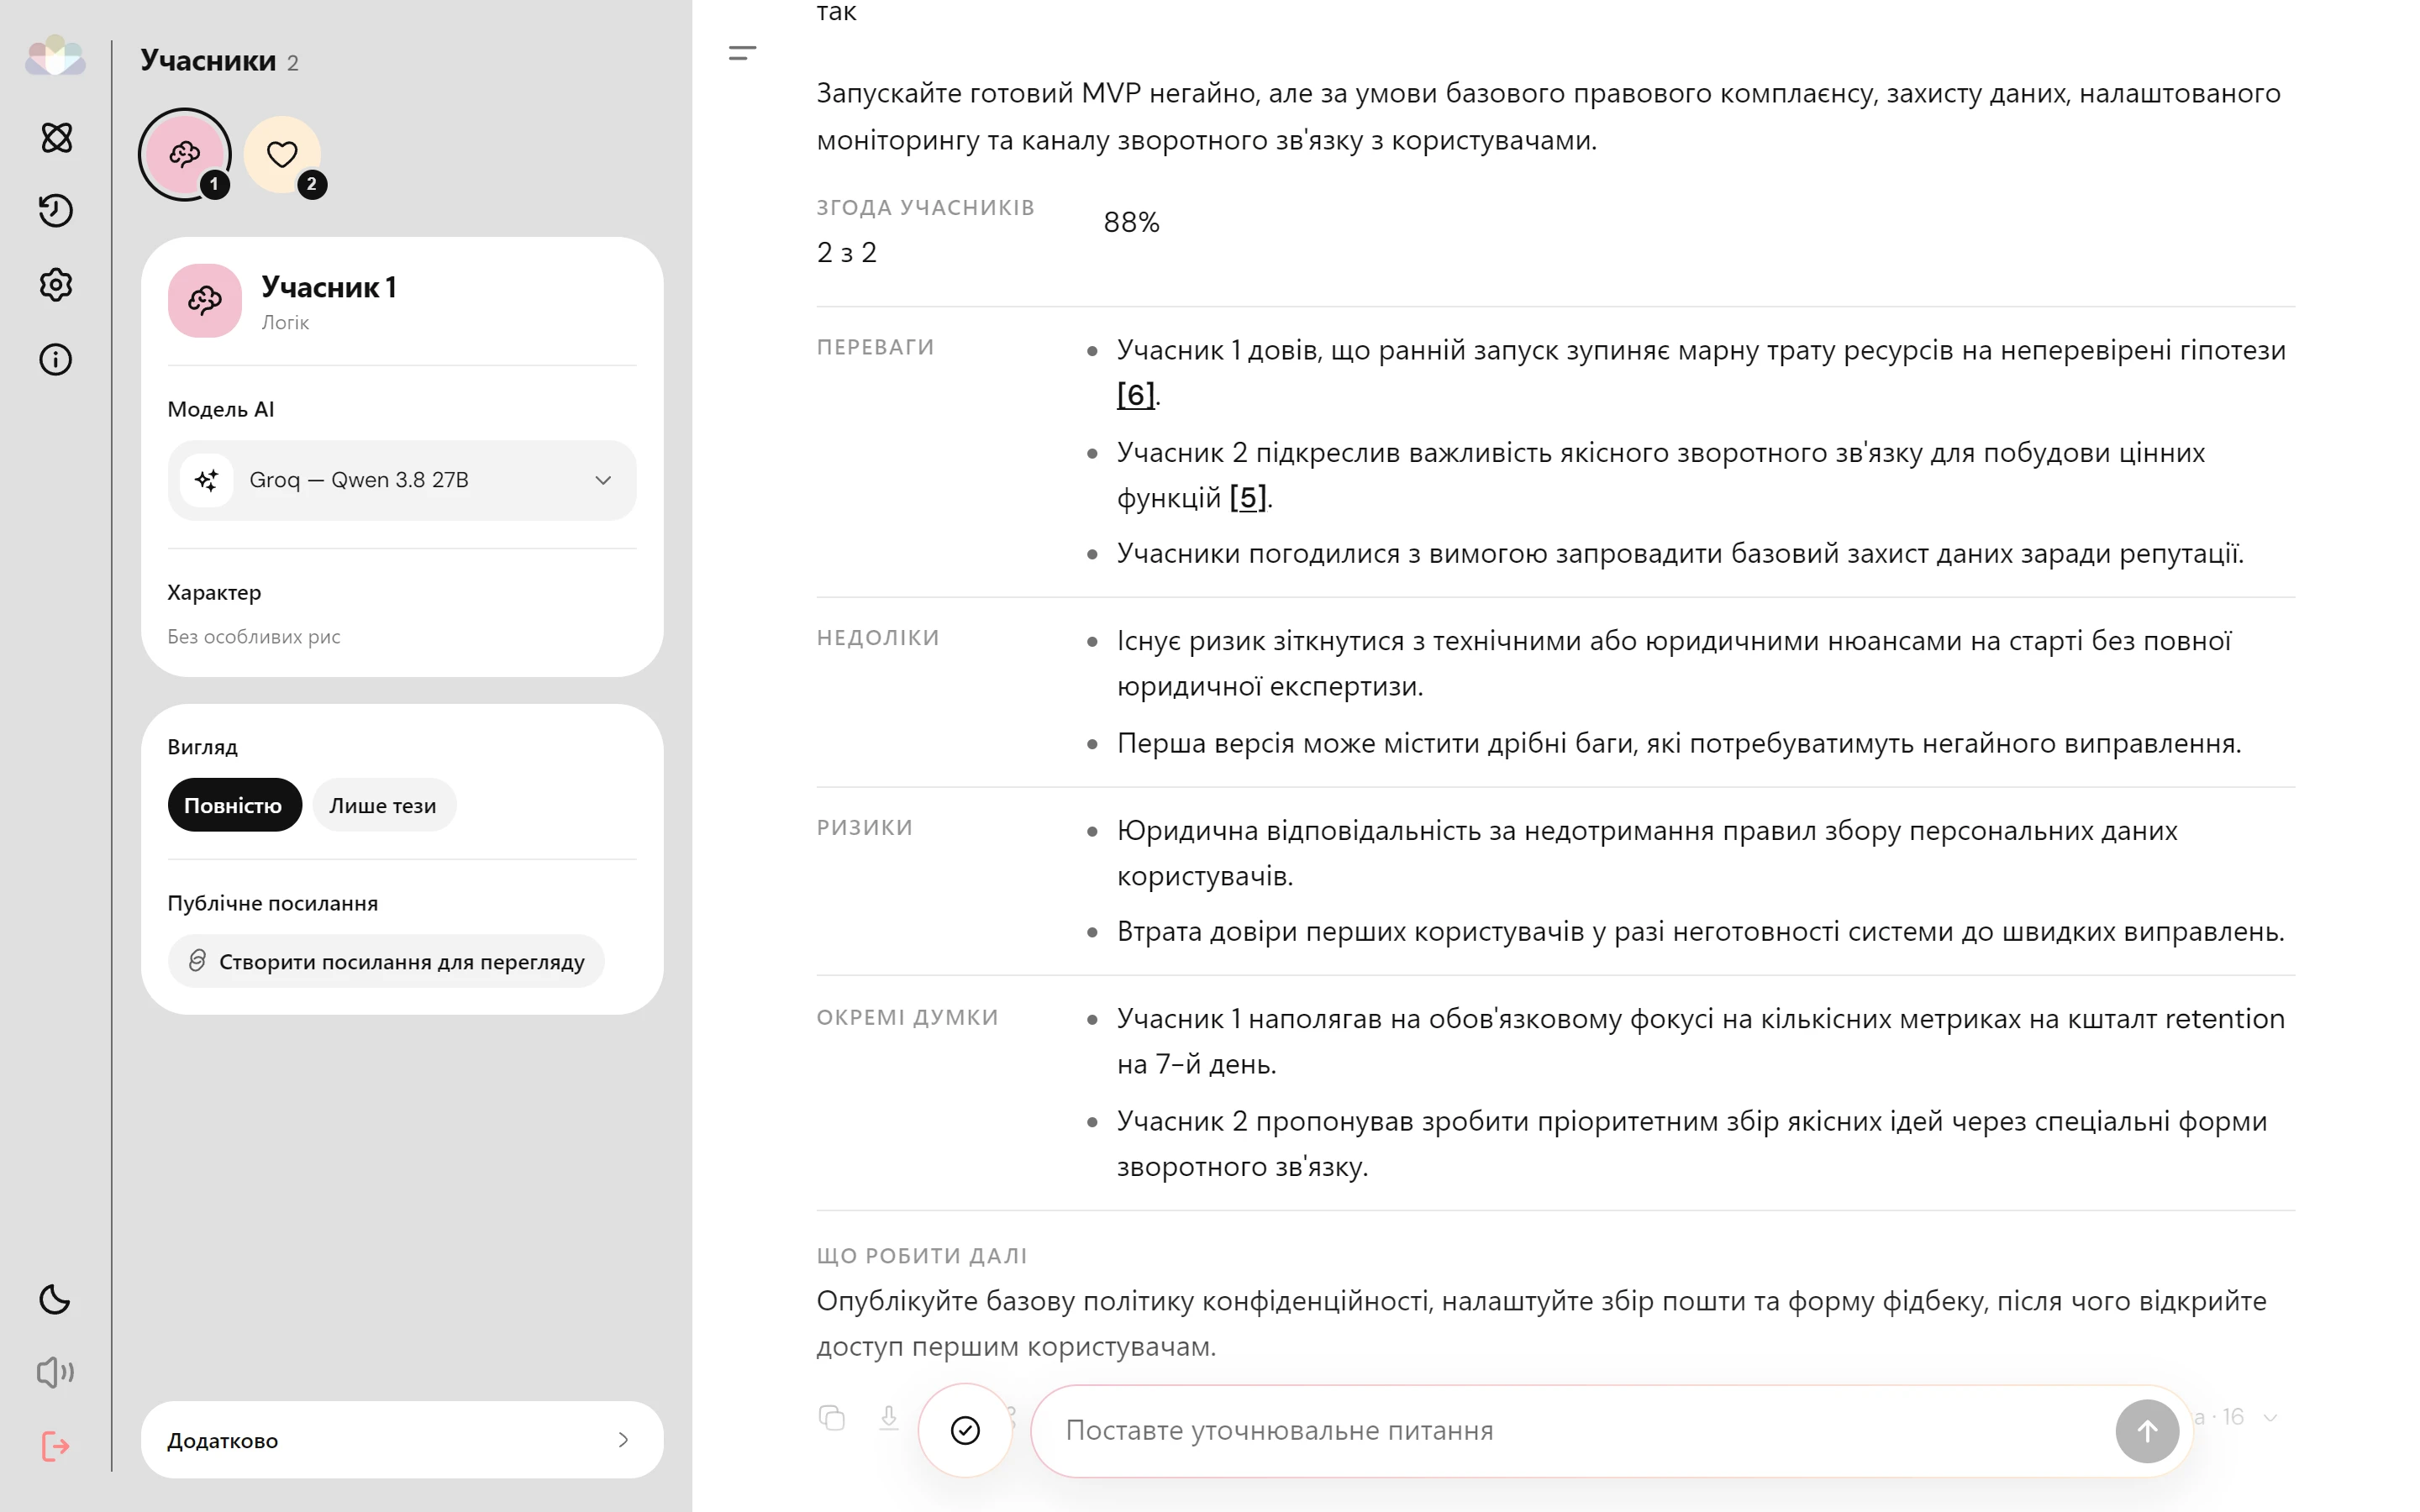 Учасники 2
1
2
Учасник 1
Логік
Модель AI
Groq — Qwen 3.8 27B
Характер
Без особливих рис
Вигляд
Повністю
Лише тези
Публічне посилання
Створити посилання для перегляду
Додатково
так
Запускайте готовий MVP негайно, але за умови базового правового комплаєнсу, захисту даних, налаштованого
моніторингу та каналу зворотного зв'язку з користувачами.
ЗГОДА УЧАСНИКІВ
2 з 2
88%
ПЕРЕВАГИ
Учасник 1 довів, що ранній запуск зупиняє марну трату ресурсів на неперевірені гіпотези
[6].
Учасник 2 підкреслив важливість якісного зворотного зв'язку для побудови цінних
функцій [5].
Учасники погодилися з вимогою запровадити базовий захист даних заради репутації.
НЕДОЛІКИ
Існує ризик зіткнутися з технічними або юридичними нюансами на старті без повної
юридичної експертизи.
Перша версія може містити дрібні баги, які потребуватимуть негайного виправлення.
РИЗИКИ
Юридична відповідальність за недотримання правил збору персональних даних
користувачів.
Втрата довіри перших користувачів у разі неготовності системи до швидких виправлень.
ОКРЕМІ ДУМКИ
Учасник 1 наполягав на обов'язковому фокусі на кількісних метриках на кшталт retention
на 7-й день.
Учасник 2 пропонував зробити пріоритетним збір якісних ідей через спеціальні форми
зворотного зв'язку.
ЩО РОБИТИ ДАЛІ
Опублікуйте базову політику конфіденційності, налаштуйте збір пошти та форму фідбеку, після чого відкрийте
доступ першим користувачам.
Поставте уточнювальне питання
а · 16